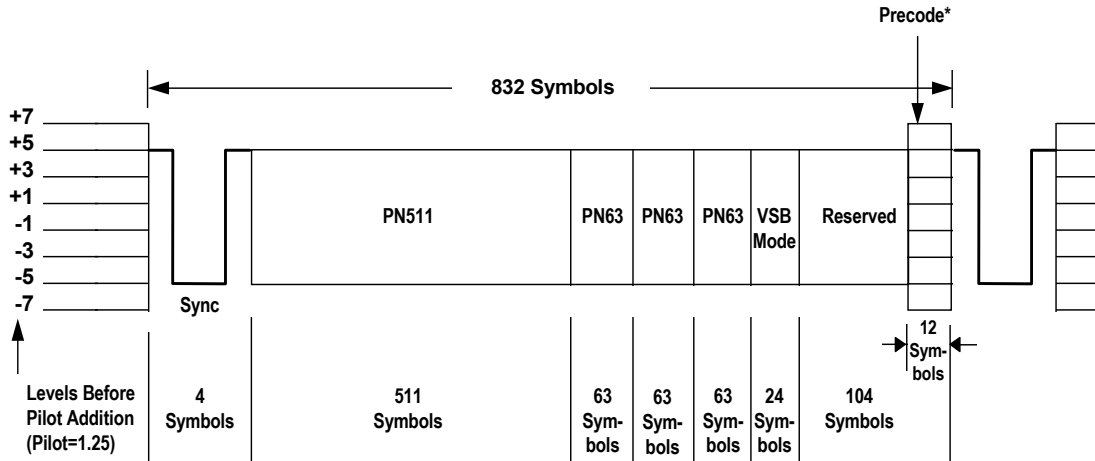 Precode*
832 Symbols
+7
+5
+3
+1
-1
-3
-5
-7
PN511
PN63
PN63
PN63
VSB
Mode
Reserved
Sync
12
Sym-
bols
Levels Before
Pilot Addition
(Pilot=1.25)
4
Symbols
511
Symbols
63
Sym-
bols
63
Sym-
bols
63
Sym-
bols
24
Sym-
bols
104
Symbols